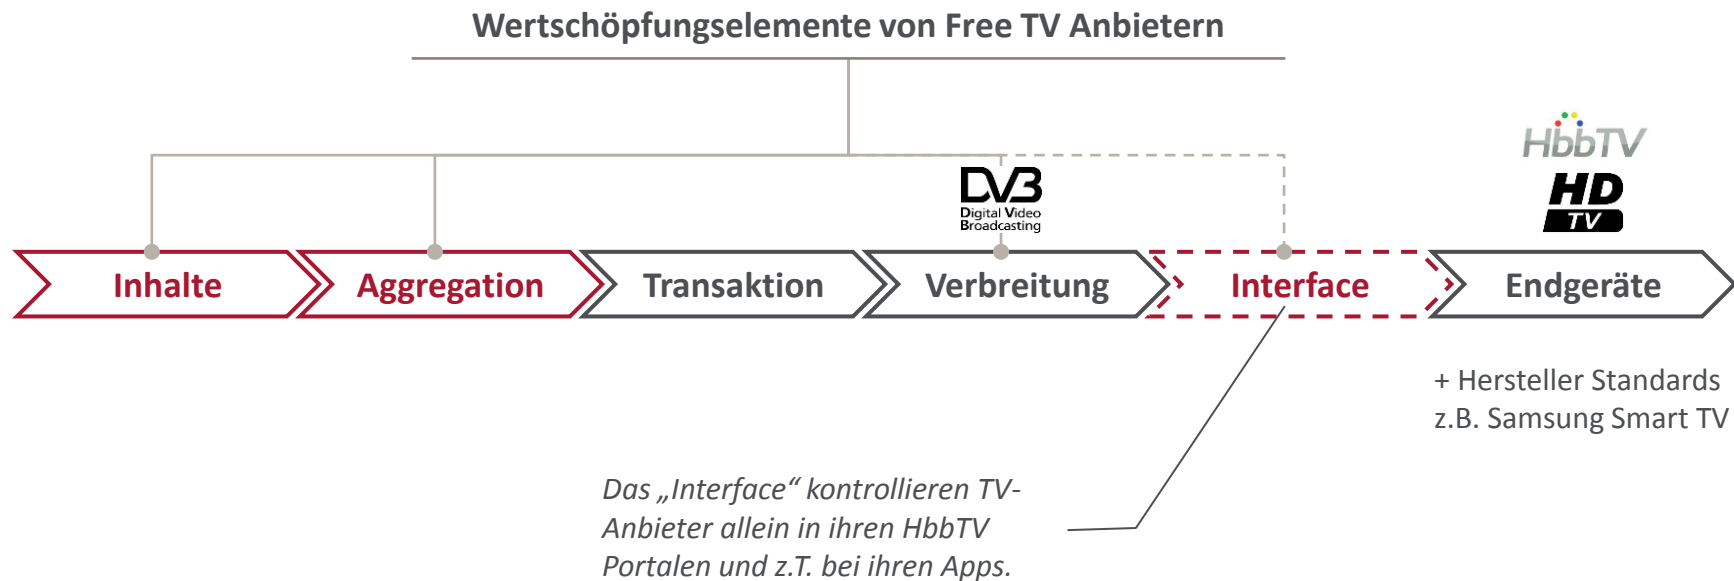 Wertschöpfungselemente von Free TV Anbietern
HbbTV
HD
TV
DVB
Digital Video
Broadcasting
Inhalte
Aggregation
Transaktion
Verbreitung
Interface
Endgeräte
+ Hersteller Standards
z.B. Samsung Smart TV
Das „Interface“ kontrollieren TV-
Anbieter allein in ihren HbbTV
Portalen und z.T. bei ihren Apps.